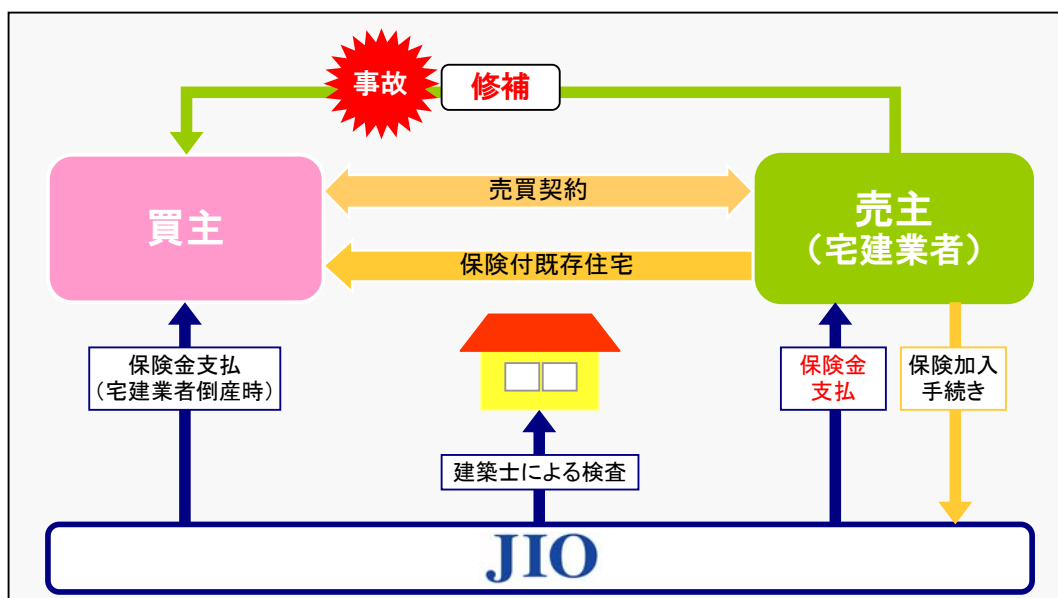 事故
修補
買主
売買契約
売主
（宅建業者）
保険付既存住宅
保険金支払
（宅建業者倒産時）
建築士による検査
保険金
支払
保険加入
手続き
JIO